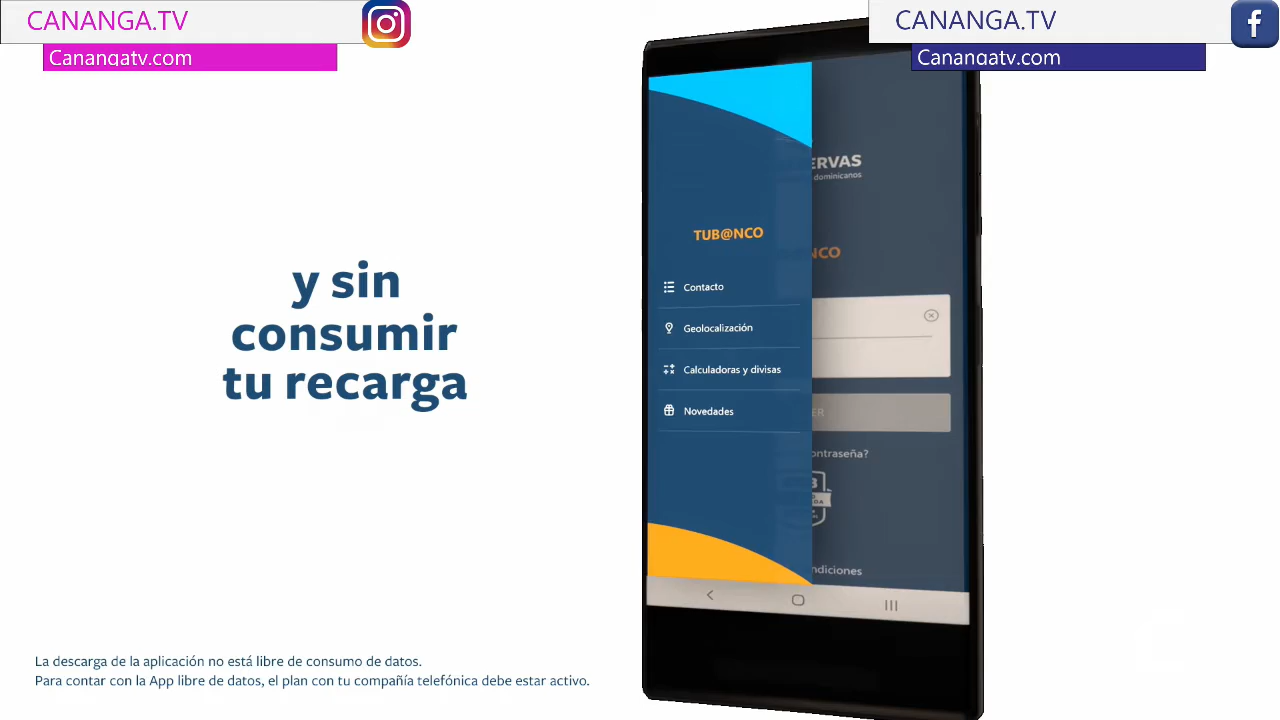 CANANGA.TV
Canangatv.com
CANANGA.TV
Canangatv.com
y sin
consumir
tu recarga
ERVAS
dominicanos
TUB@NCO
NCO
Contacto
Geolocalización
Calculadoras y divisas
Novedades
ER
ontraseña?
ndiciones
La descarga de la aplicación no está libre de consumo de datos.
Para contar con la App libre de datos, el plan con tu compañía telefónica debe estar activo.